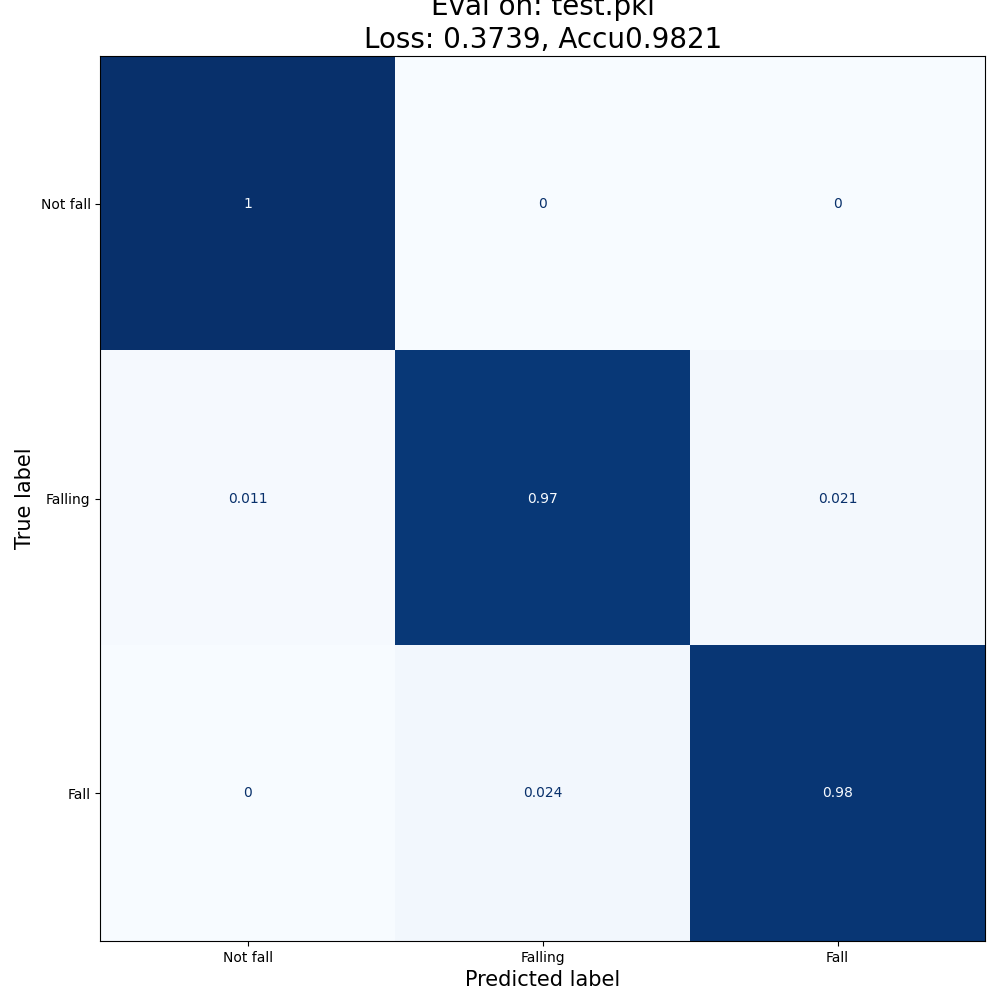 Eval on: test.pkl
Loss: 0.3739, Accu0.9821
Not fall
1
0
0
True label
Falling
0.011
0.97
0.021
Fall
0
0.024
0.98
Not fall
Falling
Fall
Predicted label